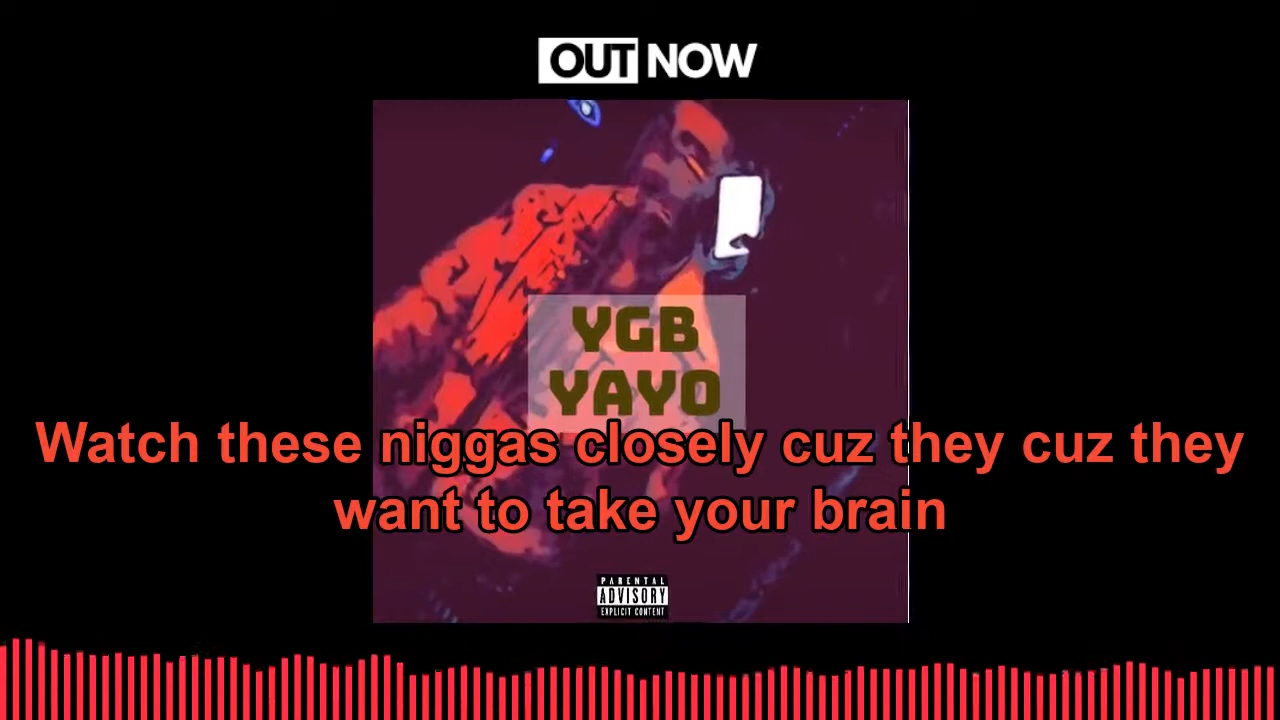 OUT NOW
YGB
YAYO
Watch these niggas closely cuz they cuz they
want to take your brain
PARENTAL
ADVISORY
EXPLICIT CONTENT